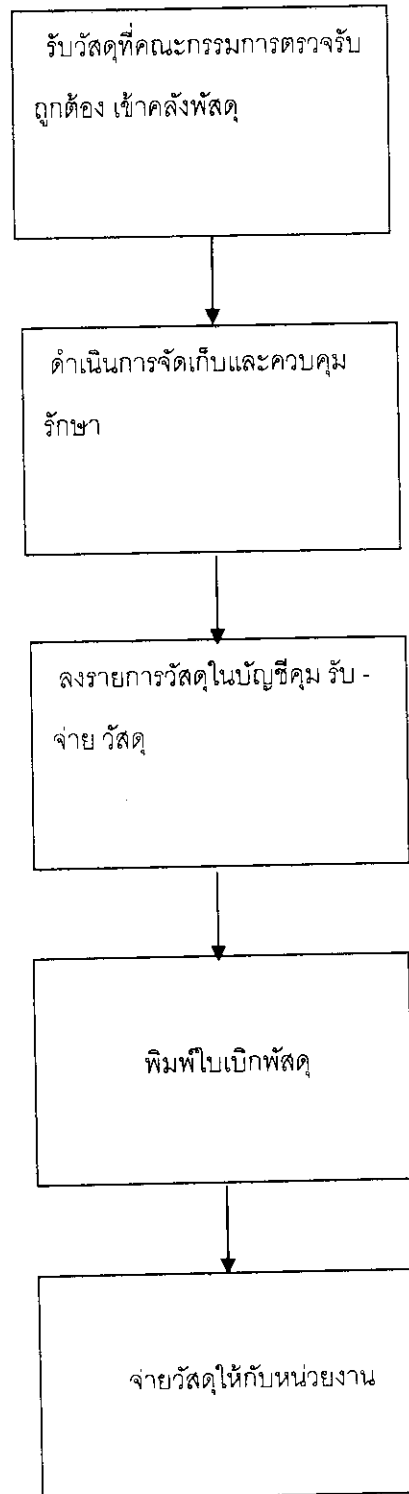 รับวัสดุที่คณะกรรมการตรวจรับ
ถูกต้อง เข้าคลังพัสดุ
ดำเนินการจัดเก็บและควบคุม
รักษา
ลงรายการวัสดุในบัญชีคุม รับ -
จ่าย วัสดุ
พิมพ์ใบเบิกพัสดุ
จ่ายวัสดุให้กับหน่วยงาน